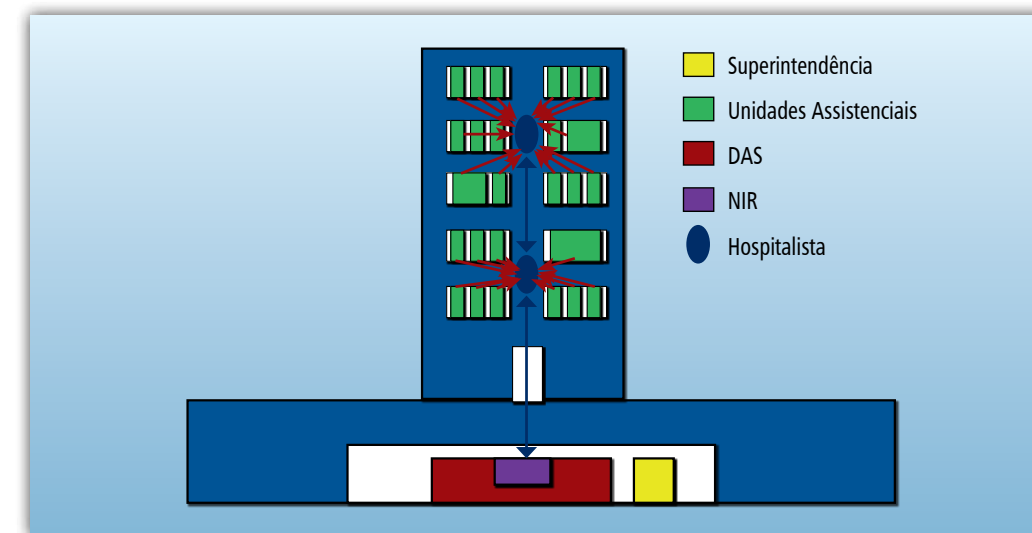 Superintendência
Unidades Assistenciais
DAS
NIR
Hospitalista